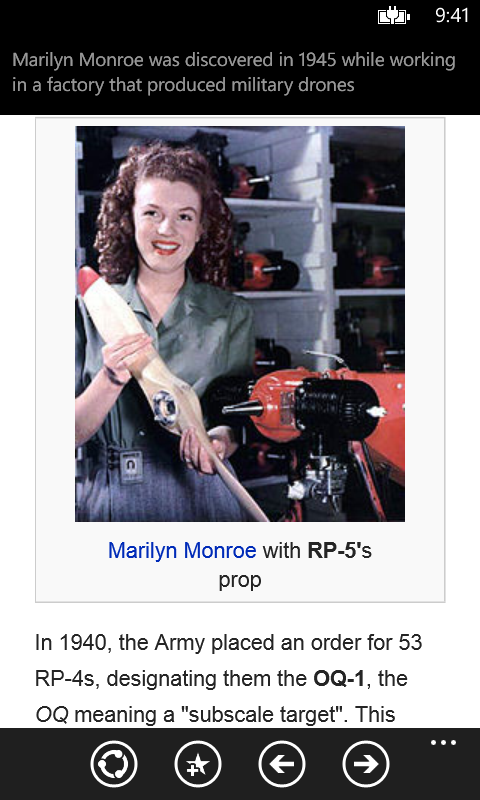 9:41
Marilyn Monroe was discovered in 1945 while working
in a factory that produced military drones
Marilyn Monroe with RP-5's
prop
In 1940, the Army placed an order for 53
RP-4s, designating them the OQ-1, the
OQ meaning a "subscale target". This